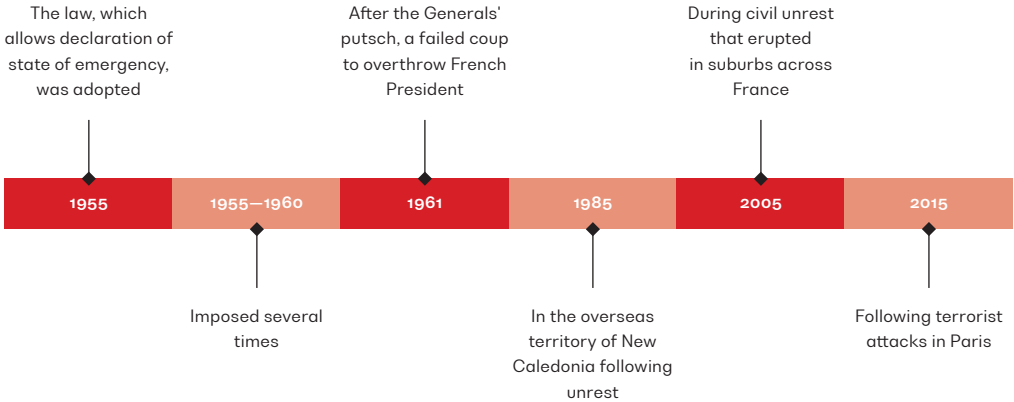 The law, which
allows declaration of
state of emergency,
was adopted
After the Generals'
putsch, a failed coup
to overthrow French
President
During civil unrest
that erupted
in suburbs across
France
1955
1955—1960
1961
1985
2005
2015
Imposed several
times
In the overseas
territory of New
Caledonia following
unrest
Following terrorist
attacks in Paris